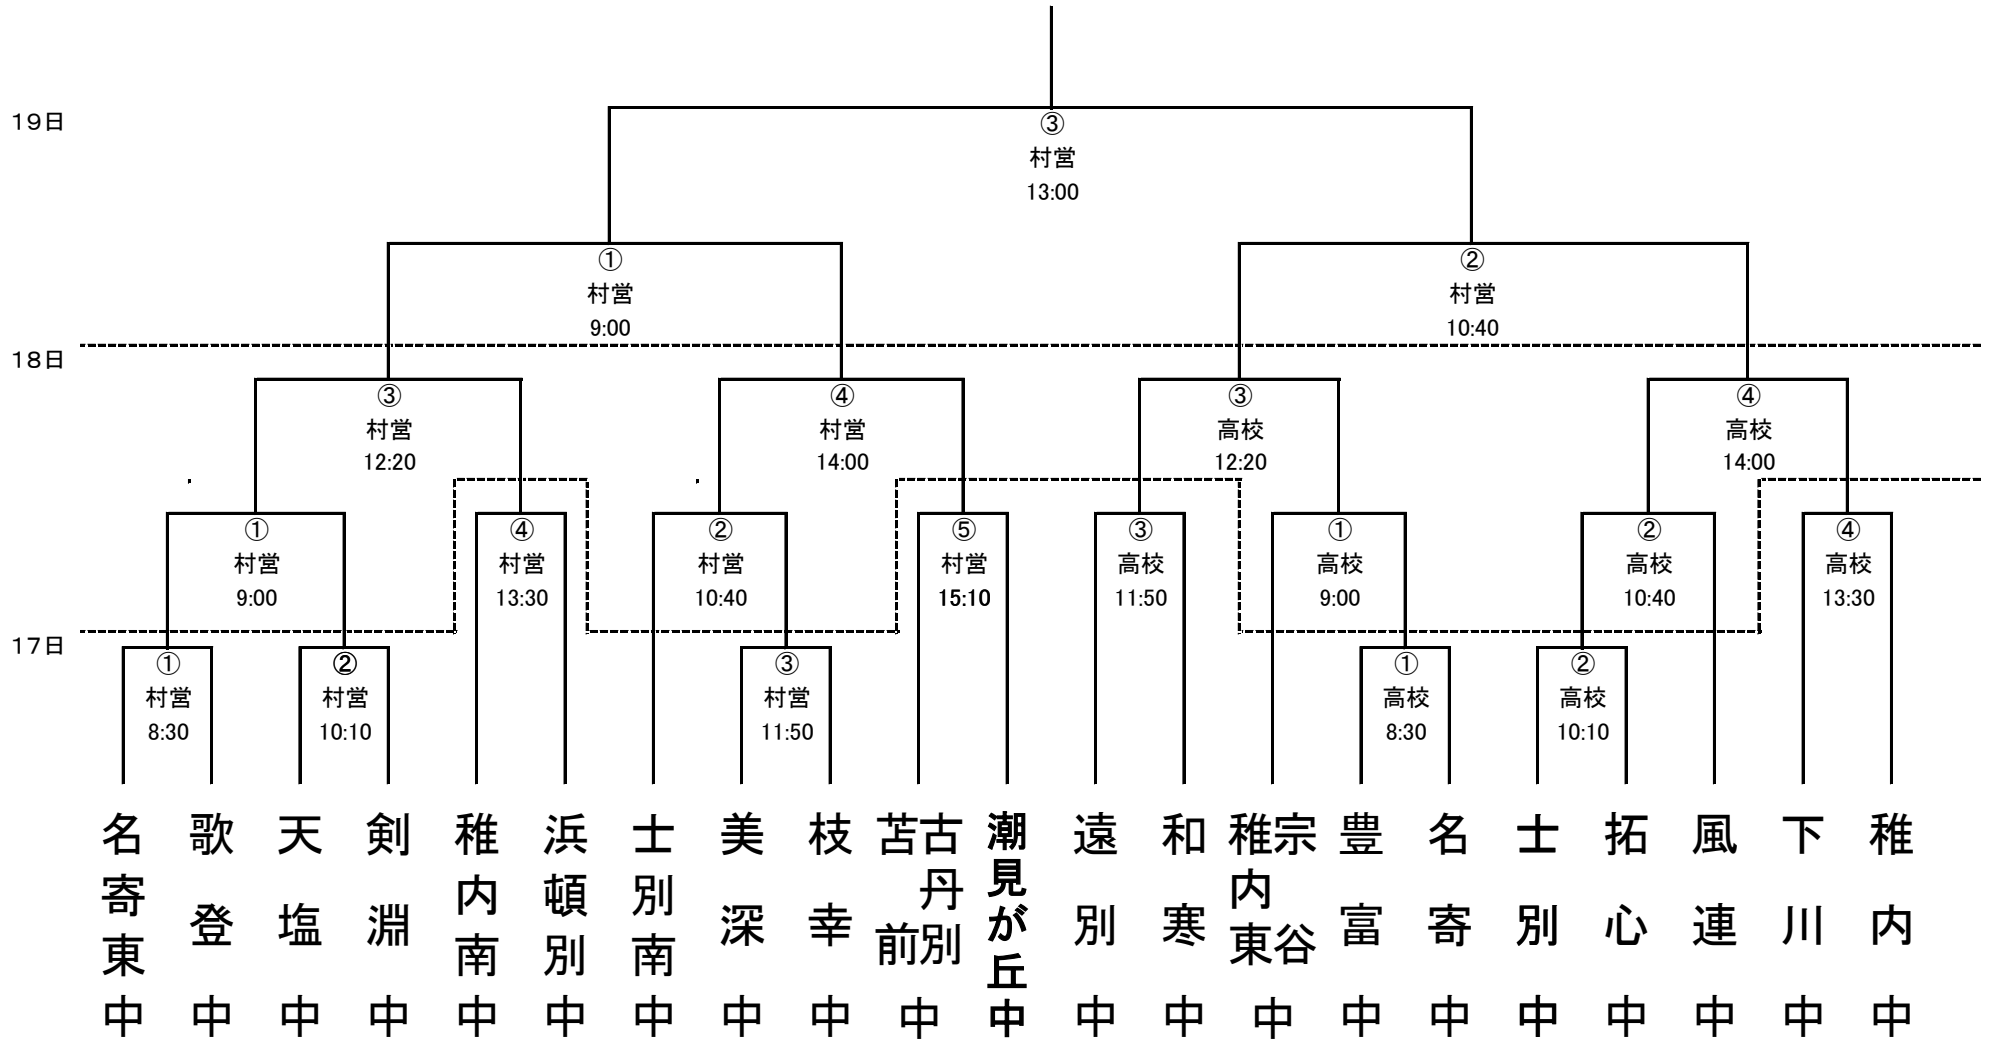 19日
③
村営
13:00
① ②
村営 村営
9:00 10:40
18日
③ ④ ③ ④
村営 村営 高校 高校
12:20 14:00 12:20 14:00
① ④ ② ⑤ ③ ① ② ④
村営 村営 村営 村営 高校 高校 高校 高校
9:00 13:30 10:40 15:10 11:50 9:00 10:40 13:30
17日
① ② ③ ① ②
村営 村営 村営 高校 高校
8:30 10:10 11:50 8:30 10:10
名寄東中
歌登中
天塩中
剣淵中
稚内南中
浜頓別中
士別南中
美深中
枝幸中
苫前
古丹別
中
潮見が丘中
遠別中
和寒中
稚内東
宗谷
中
豊富中
名寄中
士別中
拓心中
風連中
下川中
稚内中